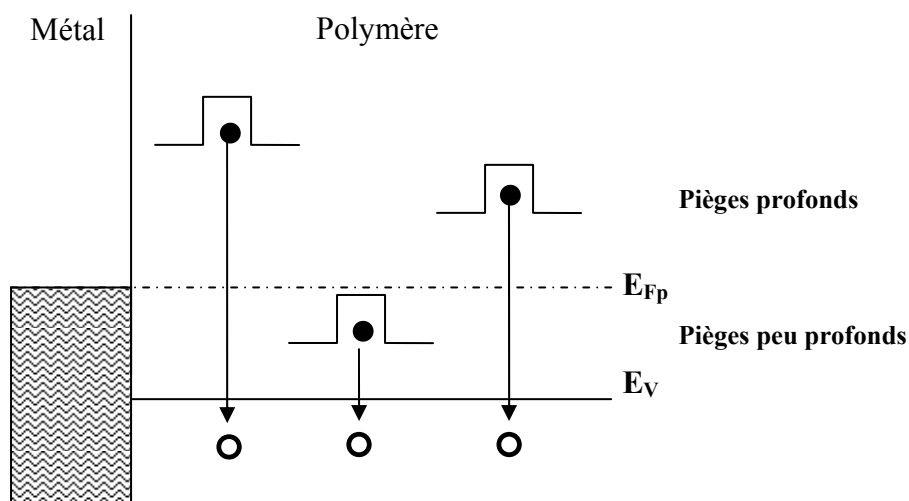 Métal
Polymère
Pièges profonds
E_Fp
Pièges peu profonds
E_V